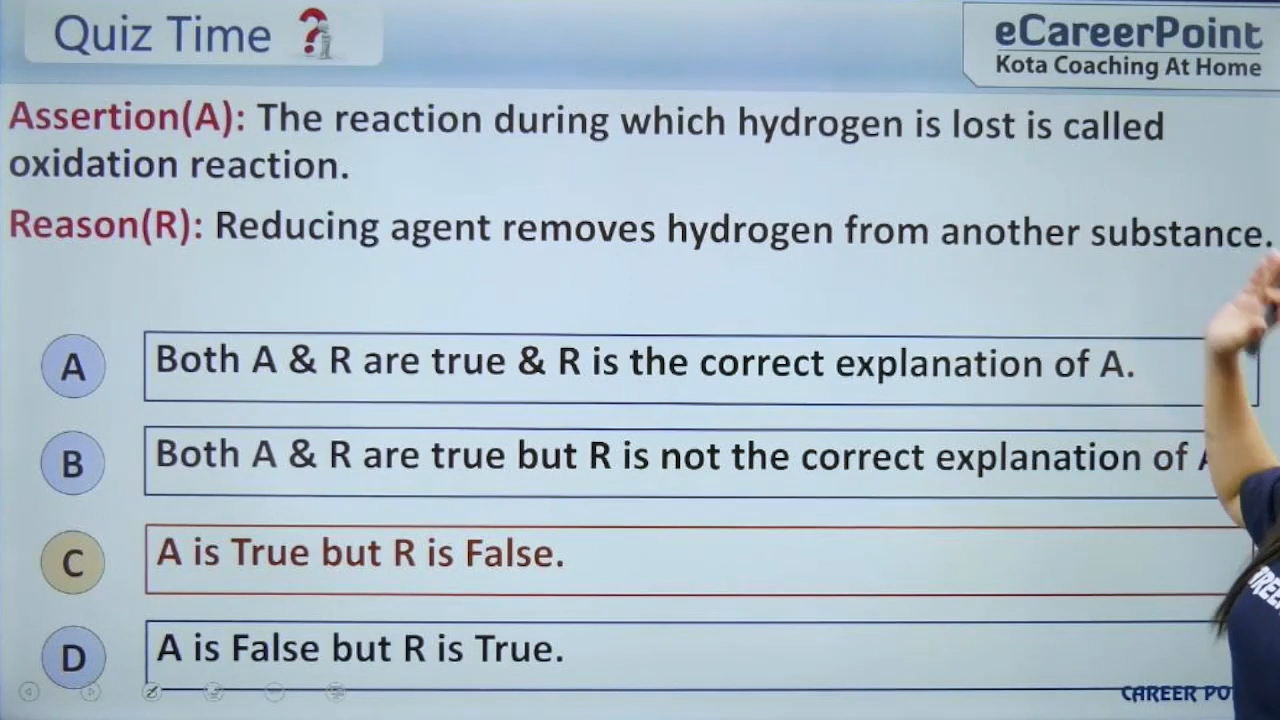 Quiz Time
eCareerPoint
Kota Coaching At Home
Assertion(A): The reaction during which hydrogen is lost is called
oxidation reaction.
Reason(R): Reducing agent removes hydrogen from another substance.
A
Both A & R are true & R is the correct explanation of A.
B
Both A & R are true but R is not the correct explanation of
C
A is True but R is False.
D
A is False but R is True.
CAREER